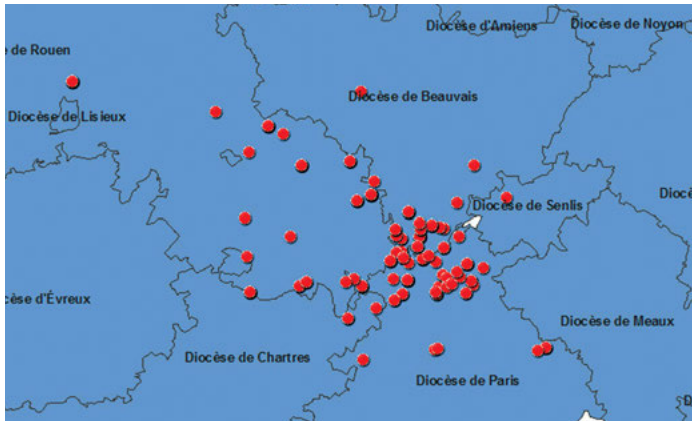 Diocèse d'Amiens
Diocèse de Noyon
e de Rouen
Diocèse de Beauvais
Diocèse de Lisieux
Diocè
Diocèse de Senlis
cèse d'Évreux
Diocèse de Meaux
Diocèse de Chartres
Diocèse de Paris
D